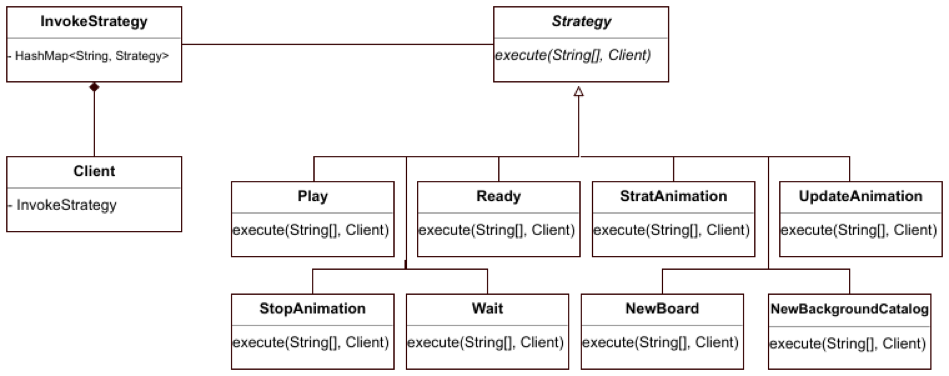 InvokeStrategy
- HashMap<String, Strategy>
Strategy
execute(String[], Client)
Client
- InvokeStrategy
Play
execute(String[], Client)
Ready
execute(String[], Client)
StratAnimation
execute(String[], Client)
UpdateAnimation
execute(String[], Client)
StopAnimation
execute(String[], Client)
Wait
execute(String[], Client)
NewBoard
execute(String[], Client)
NewBackgroundCatalog
execute(String[], Client)